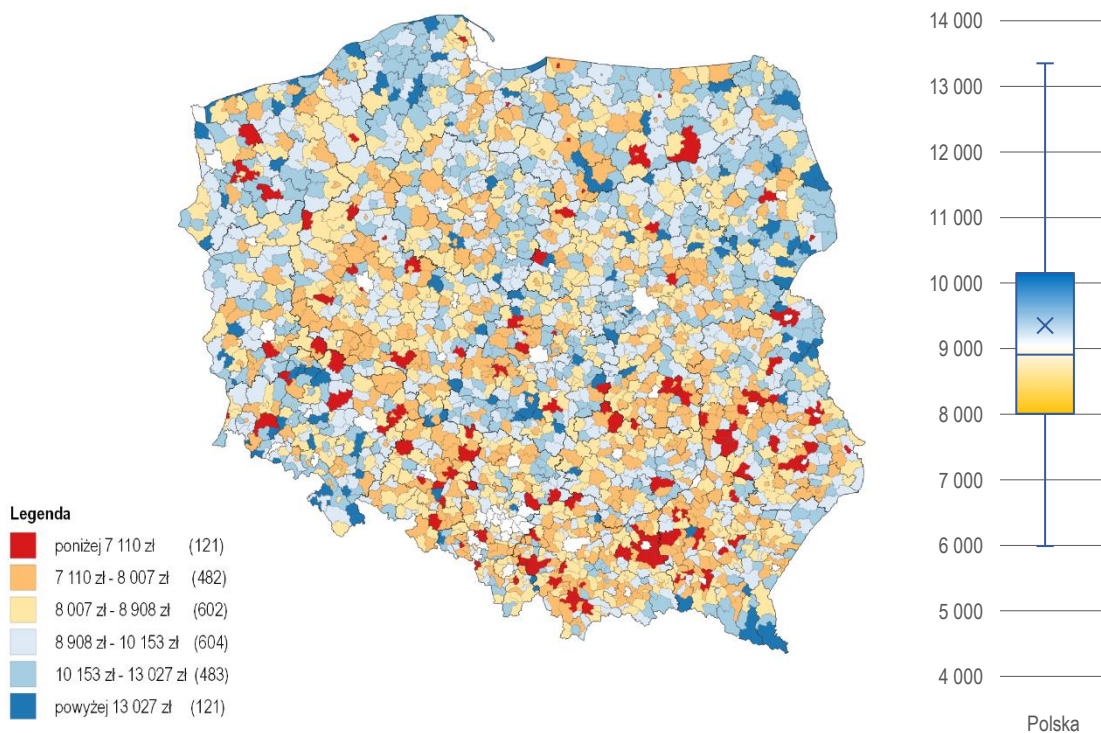 Legenda
poniżej 7 110 zł (121)
7 110 zł - 8 007 zł (482)
8 007 zł - 8 908 zł (602)
8 908 zł - 10 153 zł (604)
10 153 zł - 13 027 zł (483)
powyżej 13 027 zł (121)
14 000
13 000
12 000
11 000
10 000
9 000
8 000
7 000
6 000
5 000
4 000
Polska